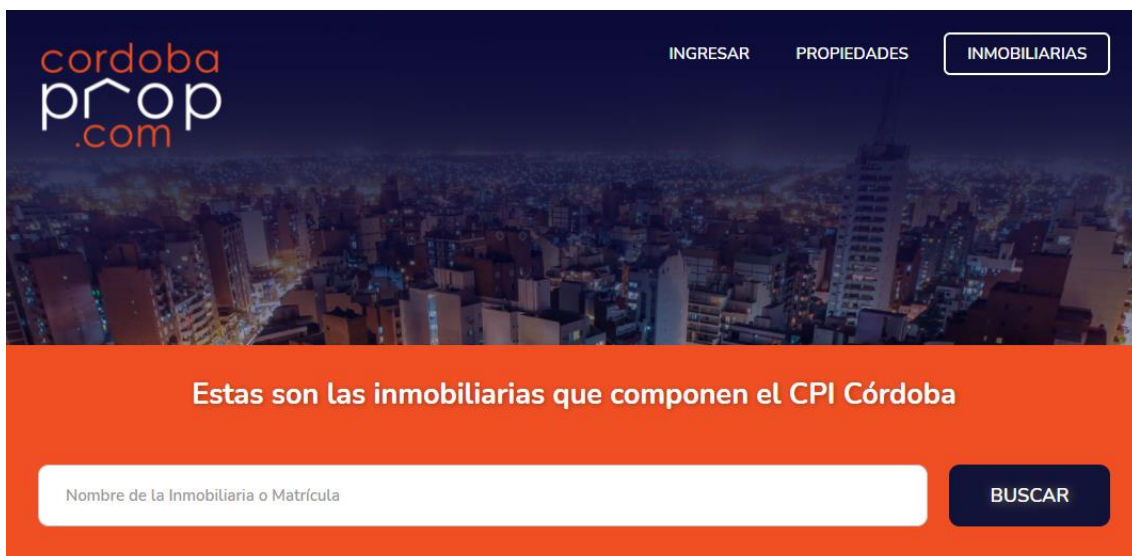 cordoba
prop
.com
INGRESAR PROPIEDADES INMOBILIARIAS
Estas son las inmobiliarias que componen el CPI Córdoba
Nombre de la Inmobiliaria o Matrícula
BUSCAR